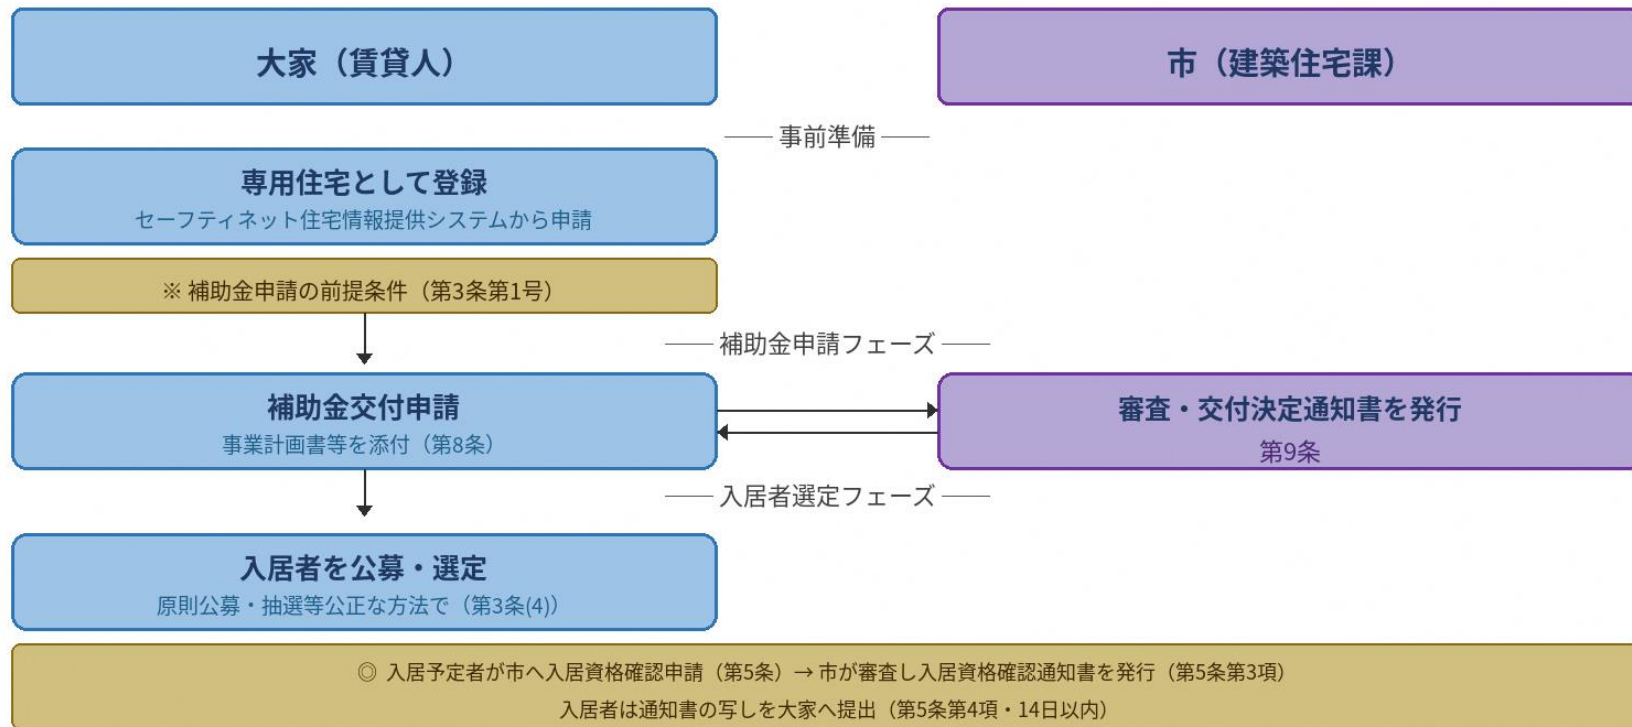 大家（賃貸人）
市（建築住宅課）
事前準備
専用住宅として登録
セーフティネット住宅情報提供システムから申請
※ 補助金申請の前提条件（第3条第1号）
補助金申請フェーズ
補助金交付申請
事業計画書等を添付（第8条）
審査・交付決定通知書を発行
第9条
入居者選定フェーズ
入居者を公募・選定
原則公募・抽選等公正な方法で（第3条(4)）
◎ 入居予定者が市へ入居資格確認申請（第5条）→ 市が審査し入居資格確認通知書を発行（第5条第3項）
入居者は通知書の写しを大家へ提出（第5条第4項・14日以内）